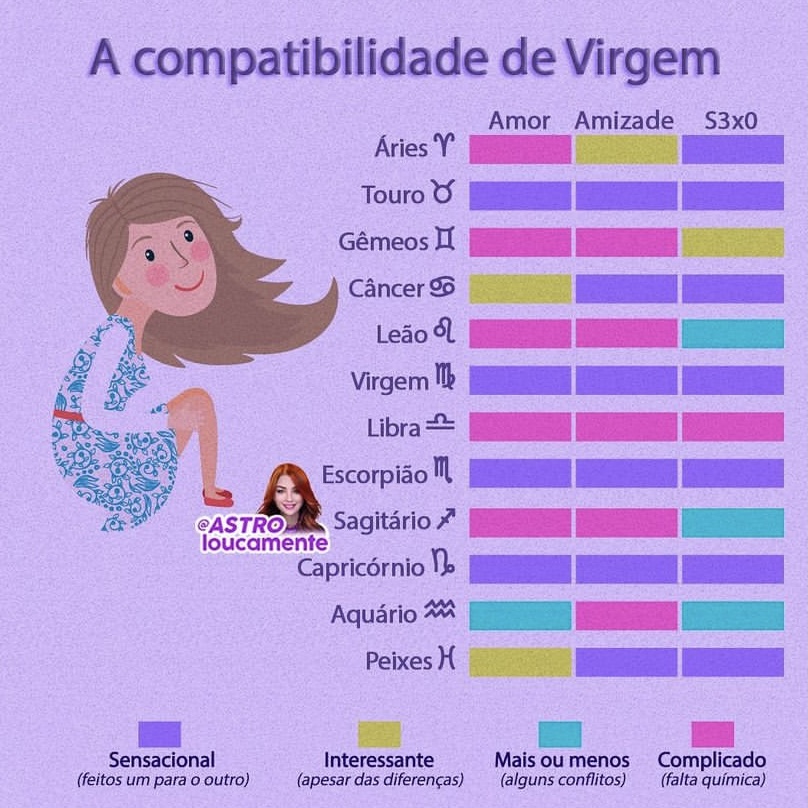 A compatibilidade de Virgem
Amor Amizade S3x0
Áries ♈
Touro ♉
Gêmeos ♊
Câncer ♋
Leão ♌
Virgem ♍
Libra ♎
Escorpião ♏
@ASTRO
loucamente
Sagitário ♐
Capricórnio ♑
Aquário ♒
Peixes ♓
Sensacional
(feitos um para o outro)
Interessante
(apesar das diferenças)
Mais ou menos
(alguns conflitos)
Complicado
(falta química)